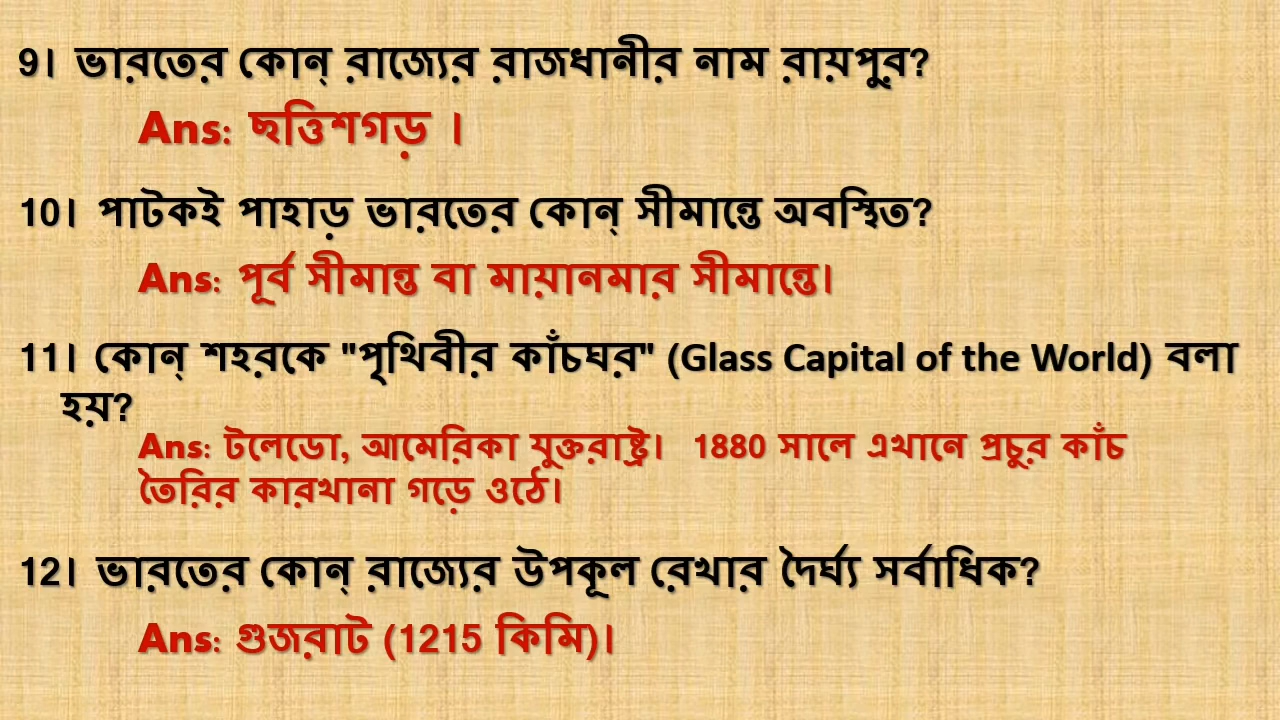 9। ভারতের কোন্ রাজ্যের রাজধানীর নাম রায়পুর?
Ans: ছত্তিশগড় ।
10। পাটকই পাহাড় ভারতের কোন্ সীমান্তে অবস্থিত?
Ans: পূর্ব সীমান্ত বা মায়ানমার সীমান্তে।
11। কোন্ শহরকে "পৃথিবীর কাঁচঘর" (Glass Capital of the World) বলা
হয়?
Ans: টলেডো, আমেরিকা যুক্তরাষ্ট্র। 1880 সালে এখানে প্রচুর কাঁচ
তৈরির কারখানা গড়ে ওঠে।
12। ভারতের কোন্ রাজ্যের উপকূল রেখার দৈর্ঘ্য সর্বাধিক?
Ans: গুজরাট (1215 কিমি)।